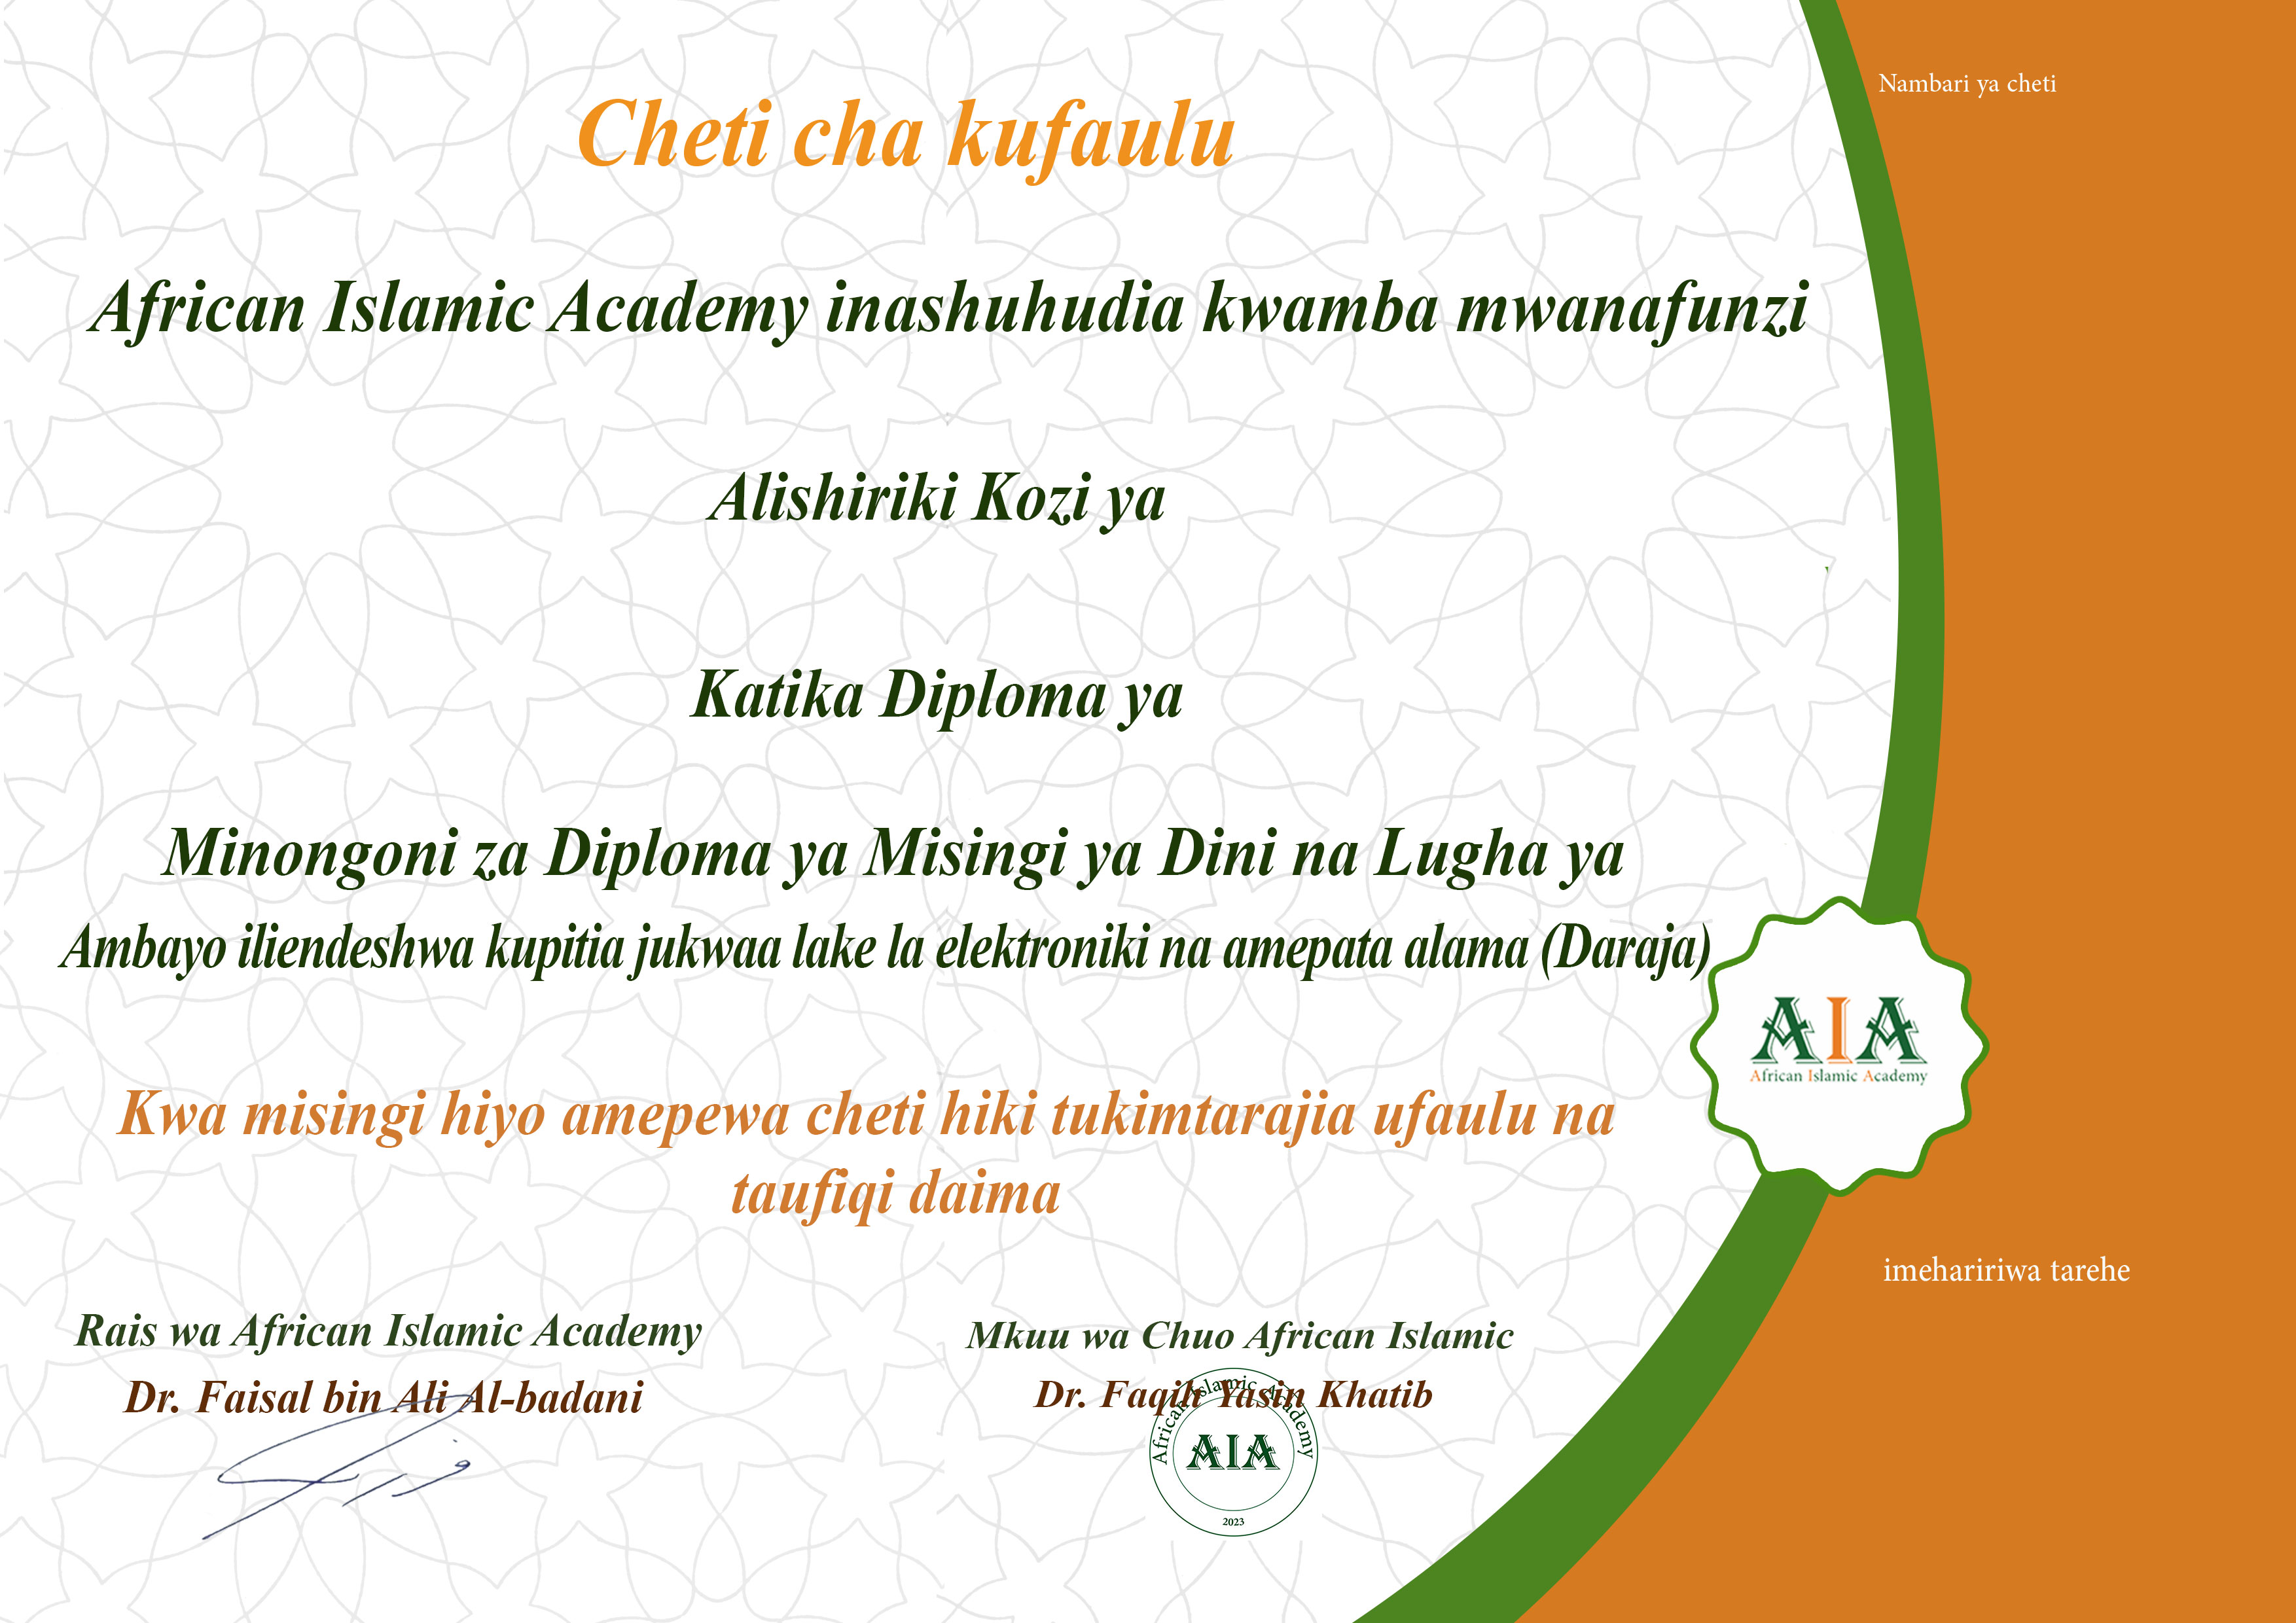 Nambari ya cheti
Cheti cha kufaulu
African Islamic Academy inashuhudia kwamba mwanafunzi
Alishiriki Kozi ya
Katika Diploma ya
Minongoni za Diploma ya Misingi ya Dini na Lugha ya
Ambayo iliendeshwa kupitia jukwaa lake la elektroniki na amepata alama (Daraja)
AIA
African Islamic Academy
Kwa misingi hiyo amepewa cheti hiki tukimtarajia ufaulu na
taufiqi daima
imehaririwa tarehe
Rais wa African Islamic Academy
Dr. Faisal bin Ali Al-badani
Mkuu wa Chuo African Islamic
Dr. Faqih Yasin Khatib
African Islamic Academy
AIA
2023